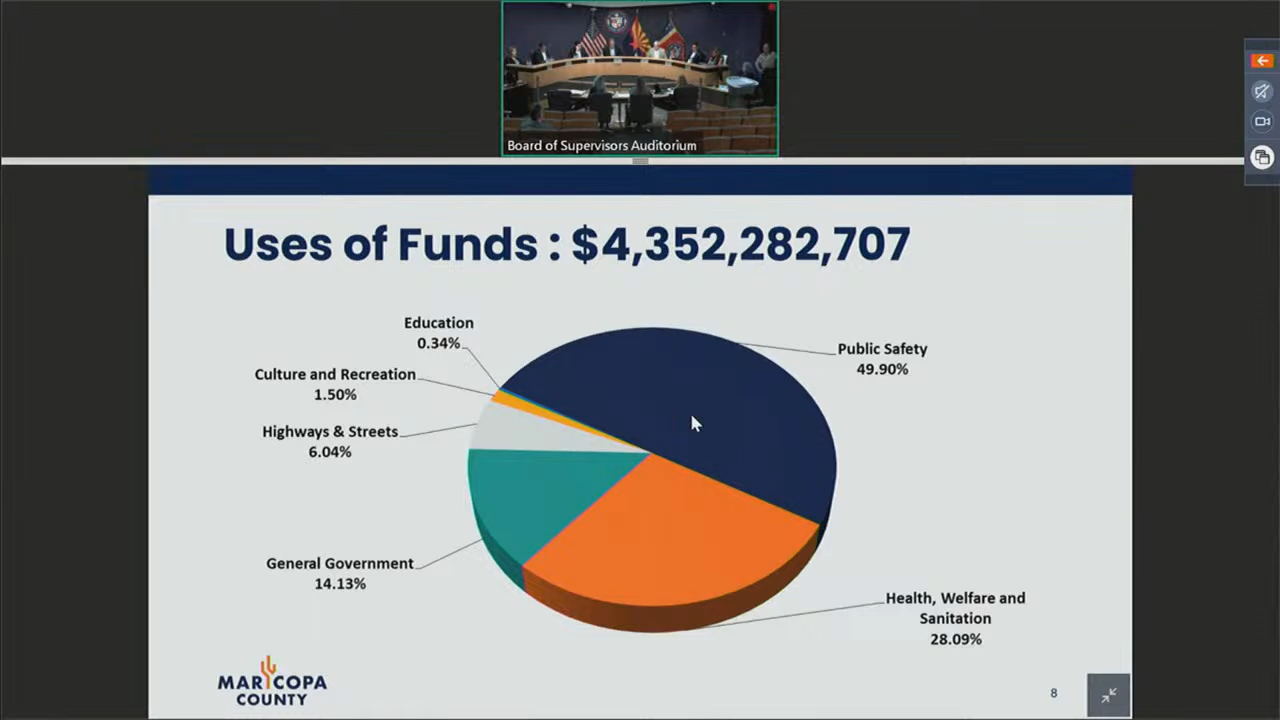 Board of Supervisors Auditorium
Uses of Funds : $4,352,282,707
Education
0.34%
Public Safety
49.90%
Culture and Recreation
1.50%
Highways & Streets
6.04%
General Government
14.13%
Health, Welfare and
Sanitation
28.09%
MARICOPA
COUNTY
8